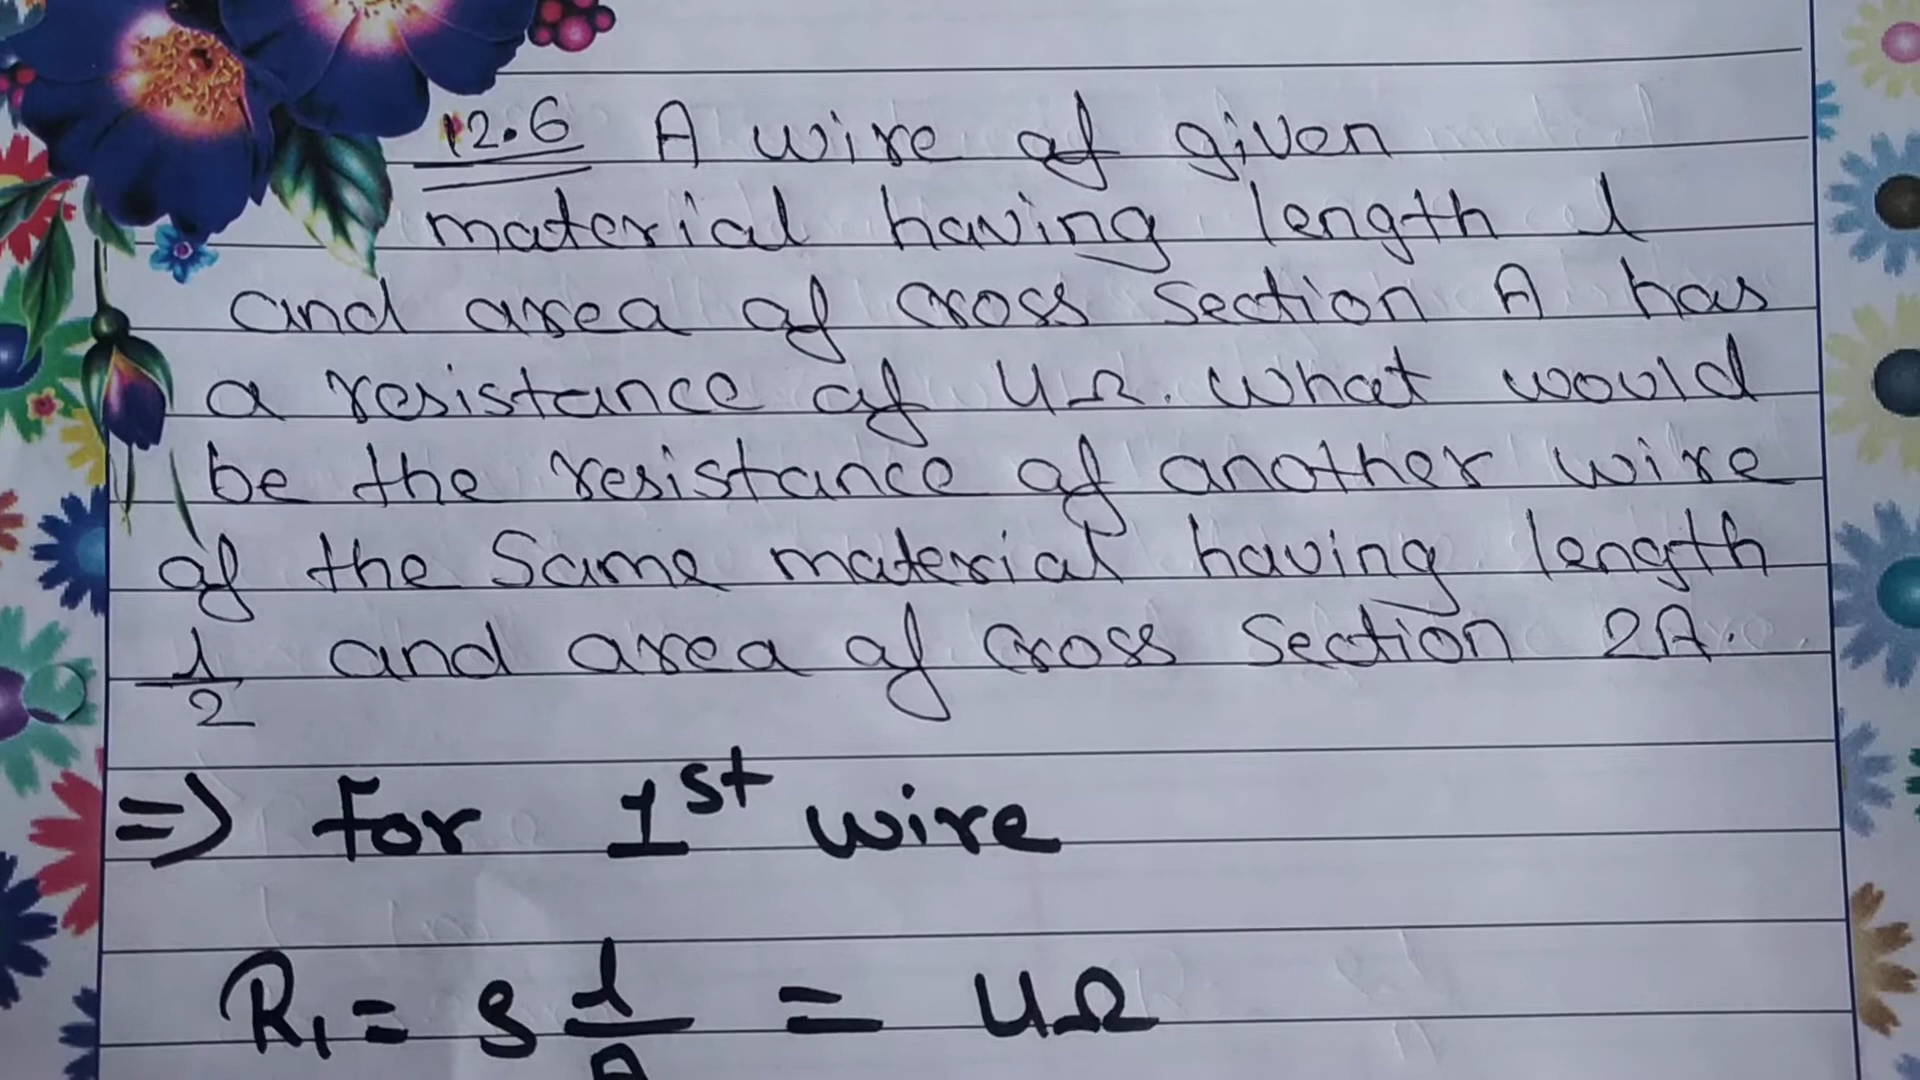 12.6 A wire of given
material having length l
and area of cross section A has
a resistance of 4Ω. What would
be the resistance of another wire
of the same material having length
l/2 and area of cross section 2A.
⇒ For 1st wire
R₁ = ρ l/A = 4Ω